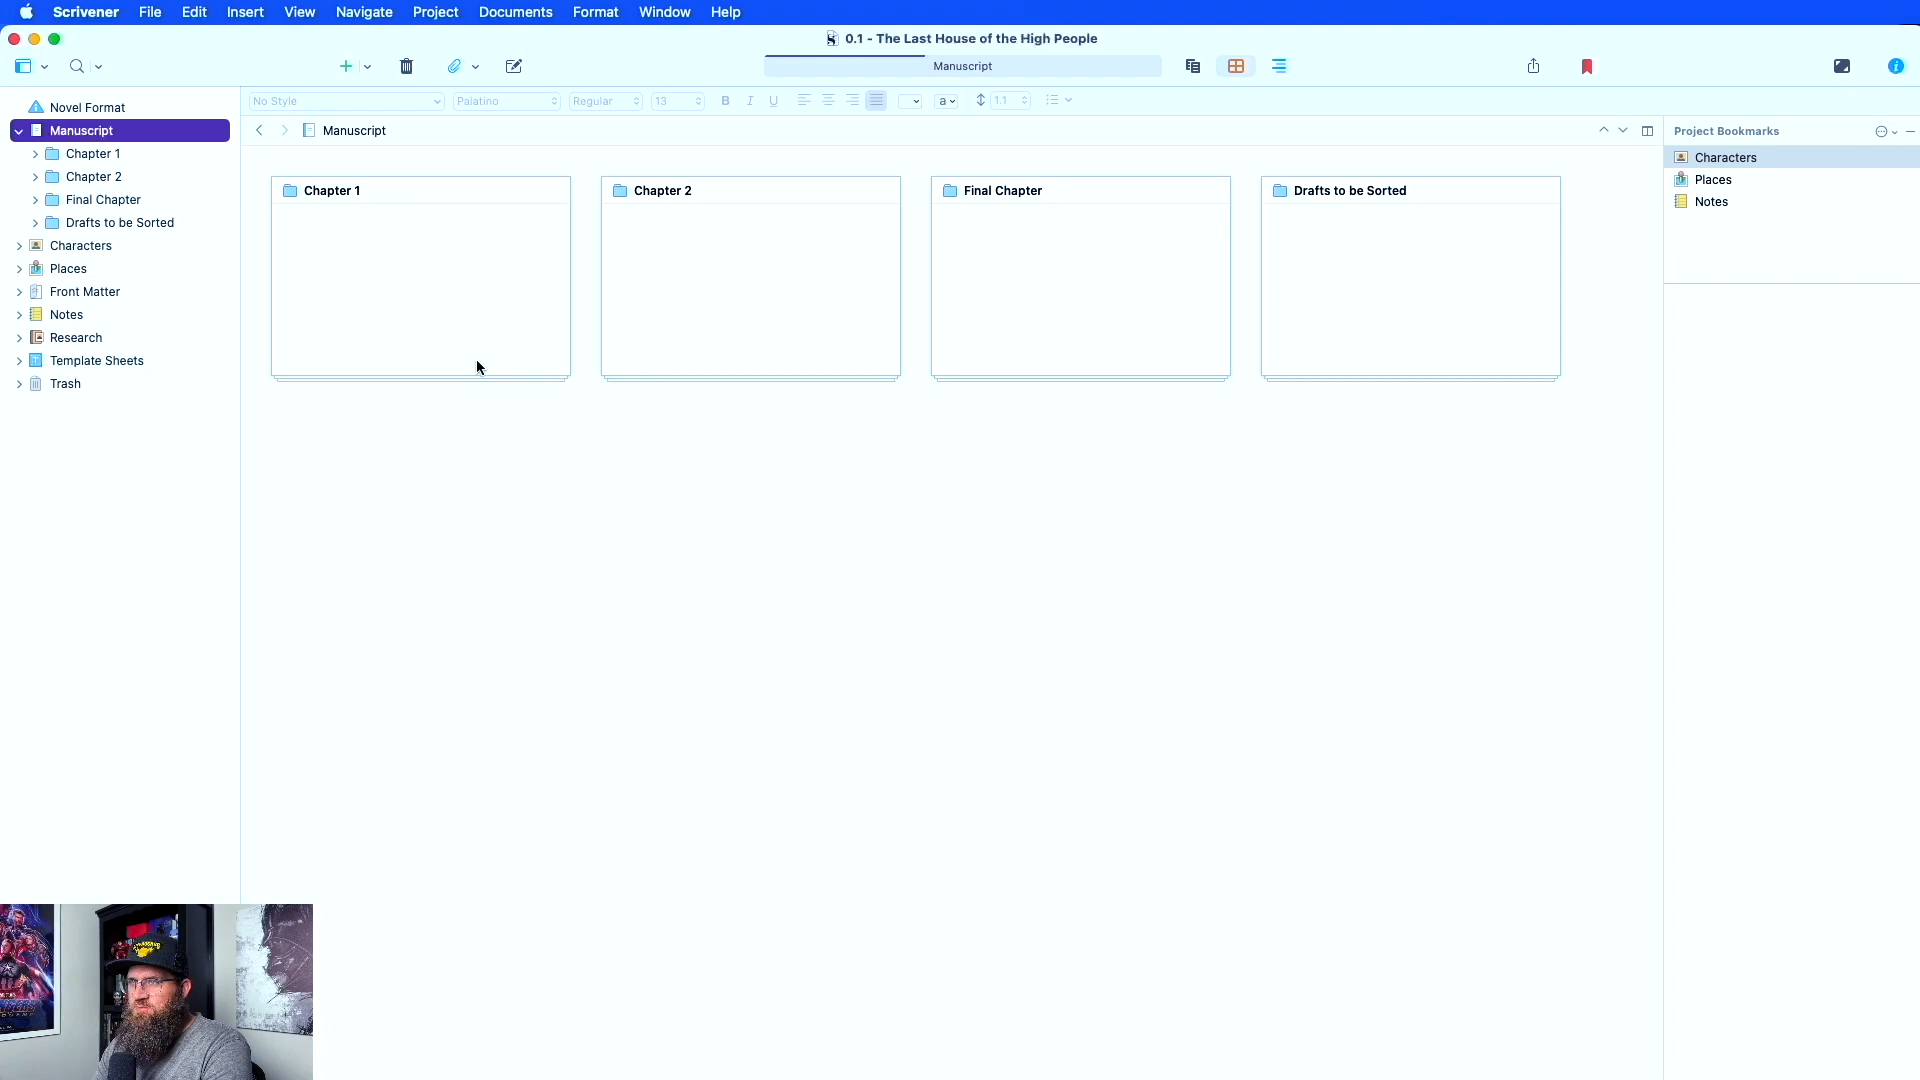 Scrivener File Edit Insert View Navigate Project Documents Format Window Help
0.1 - The Last House of the High People
Manuscript
No Style Palatino Regular 13 B I U a 1.1
Novel Format
Manuscript
Chapter 1
Chapter 2
Final Chapter
Drafts to be Sorted
Characters
Places
Front Matter
Notes
Research
Template Sheets
Trash
Manuscript
Chapter 1
Chapter 2
Final Chapter
Drafts to be Sorted
Project Bookmarks
Characters
Places
Notes